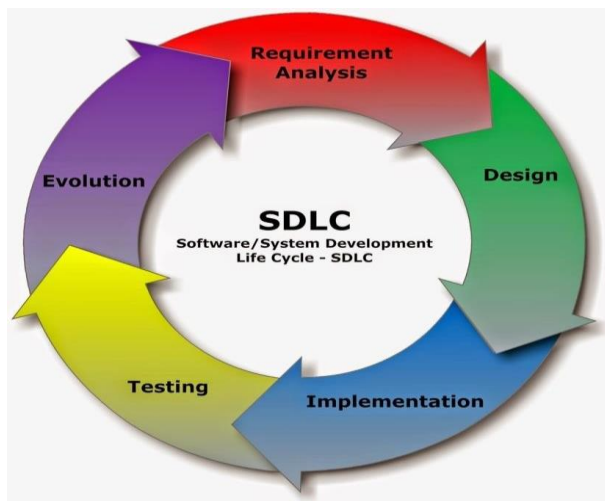 Requirement
Analysis
Design
Implementation
Testing
Evolution
SDLC
Software/System Development
Life Cycle - SDLC